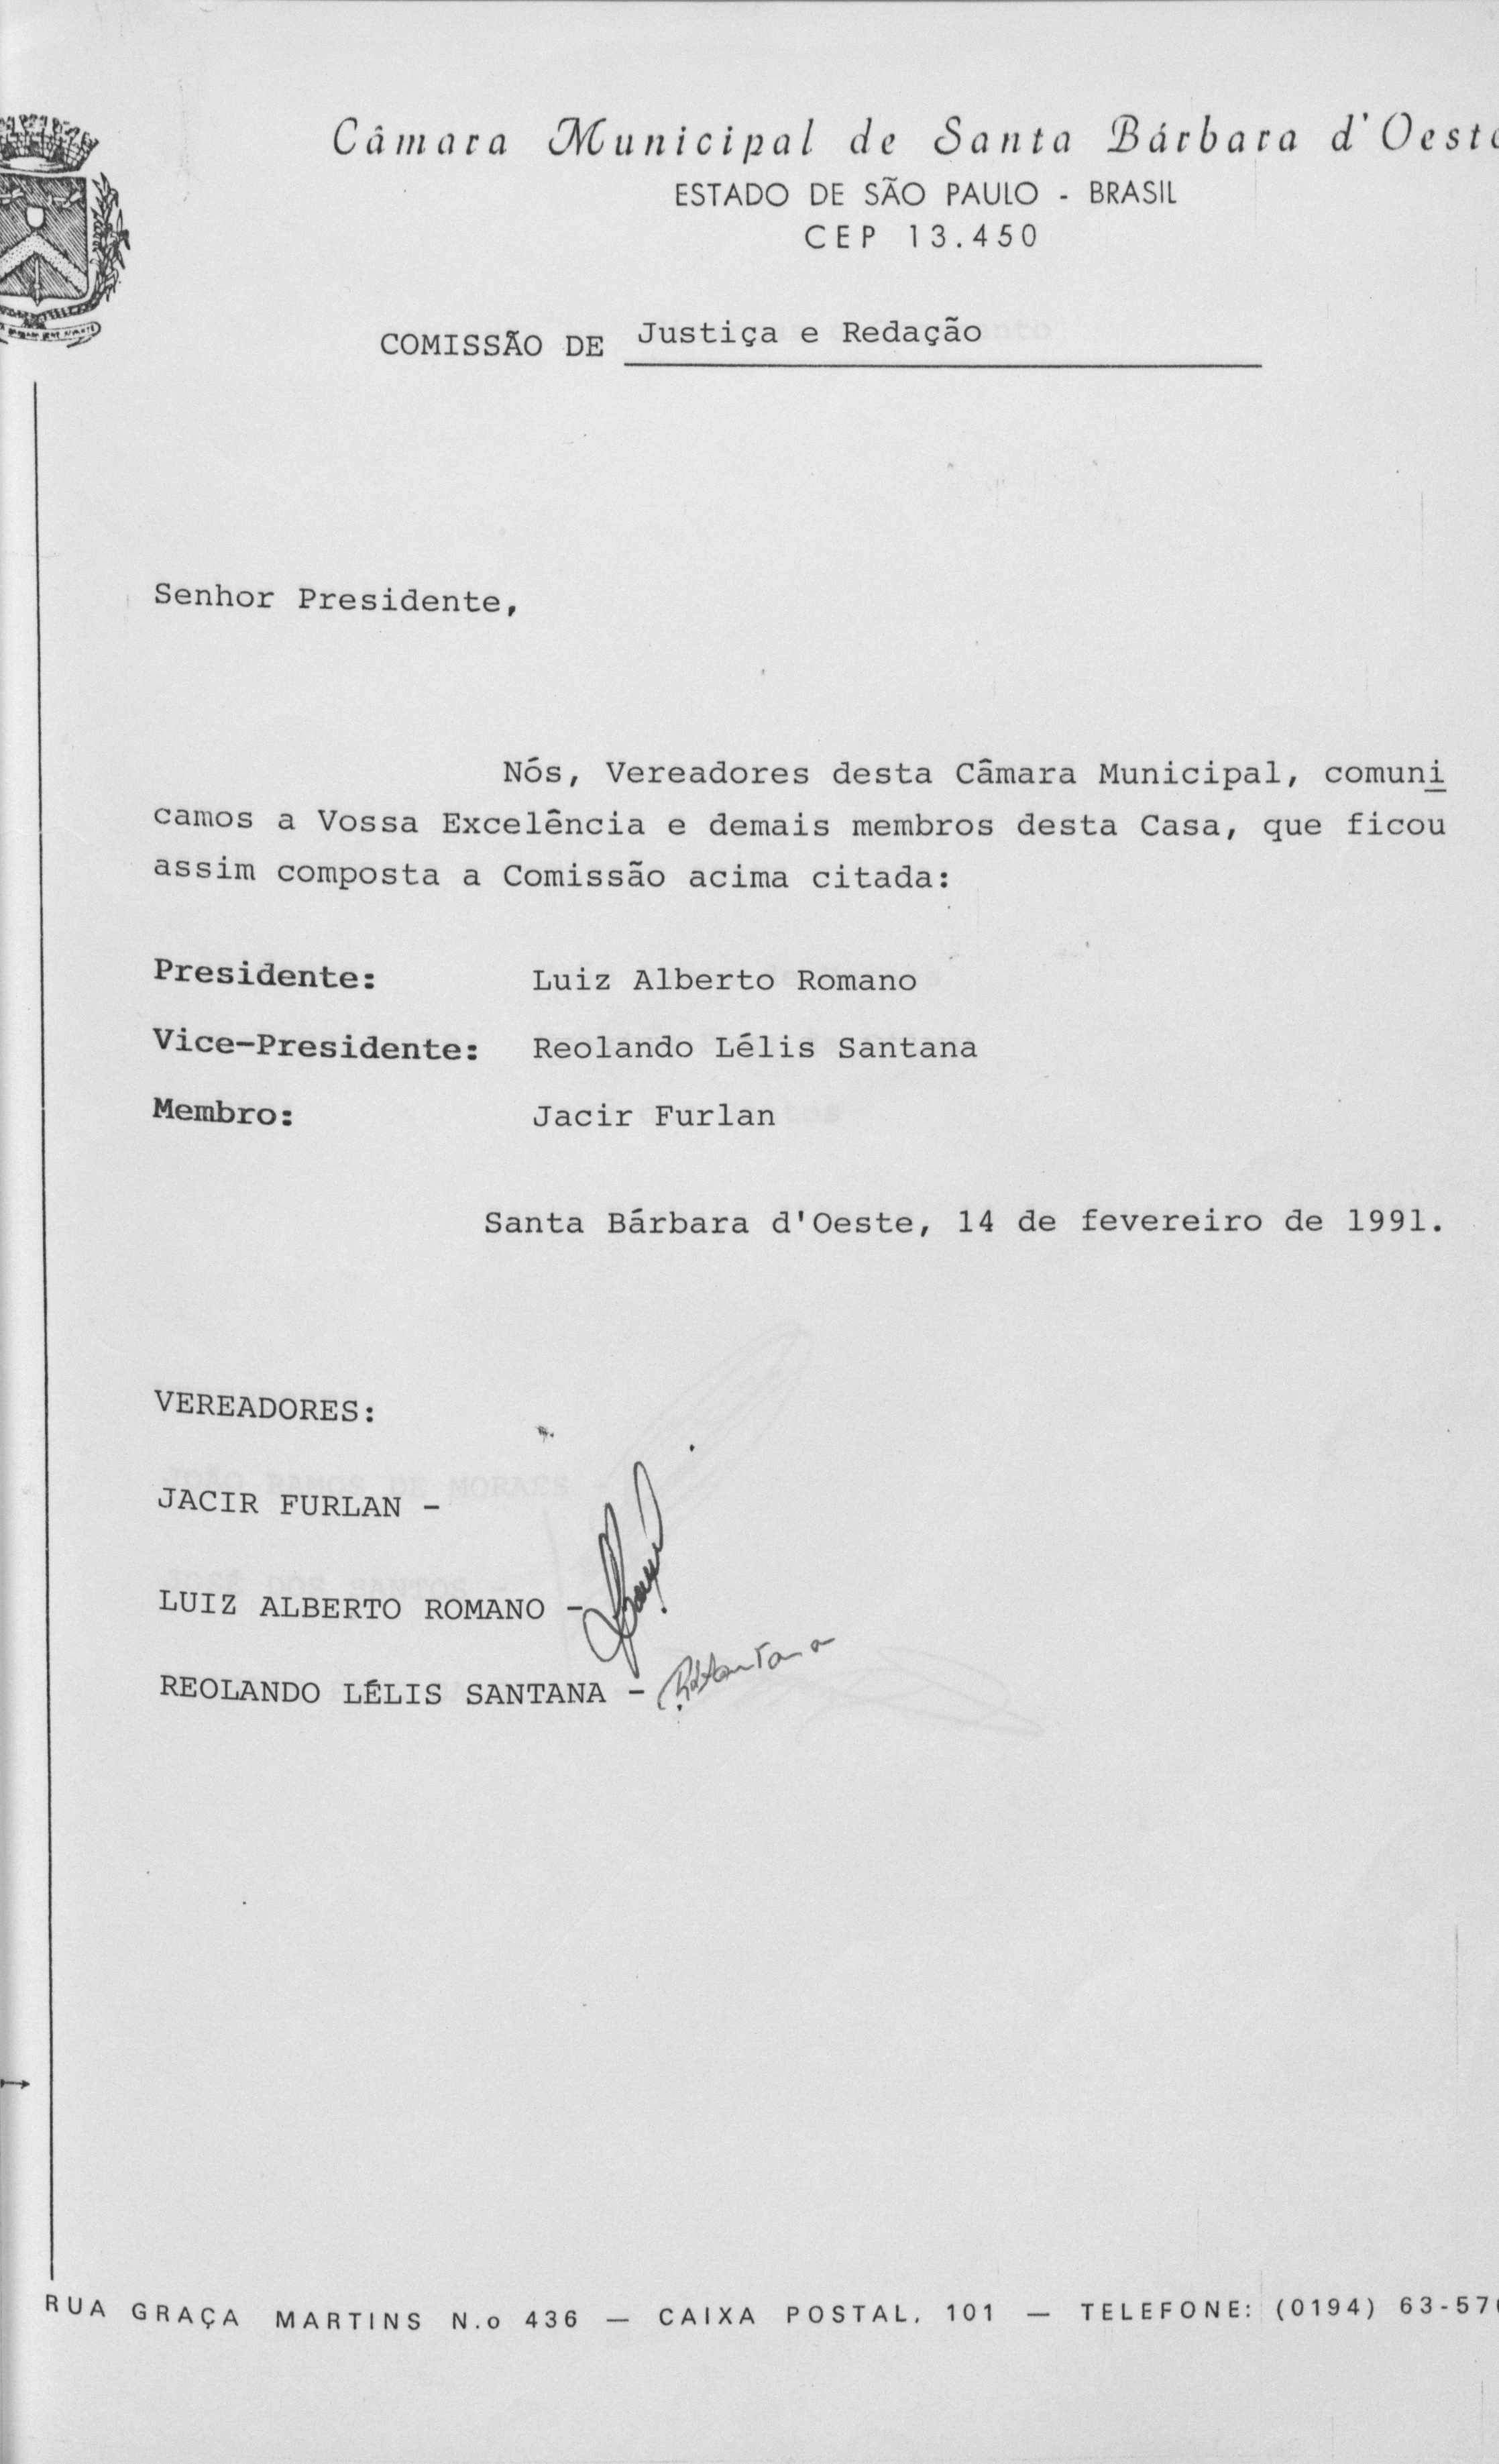 Câmara Municipal de Santa Bárbara d'Oeste
ESTADO DE SÃO PAULO - BRASIL
CEP 13.450
COMISSÃO DE Justiça e Redação
Senhor Presidente,
Nós, Vereadores desta Câmara Municipal, comuni
camos a Vossa Excelência e demais membros desta Casa, que ficou
assim composta a Comissão acima citada:
Presidente: Luiz Alberto Romano
Vice-Presidente: Reolando Lélis Santana
Membro: Jacir Furlan
Santa Bárbara d'Oeste, 14 de fevereiro de 1991.
VEREADORES:
JACIR FURLAN -
LUIZ ALBERTO ROMANO -
REOLANDO LÉLIS SANTANA -
RUA GRAÇA MARTINS N.o 436 — CAIXA POSTAL, 101 — TELEFONE: (0194)